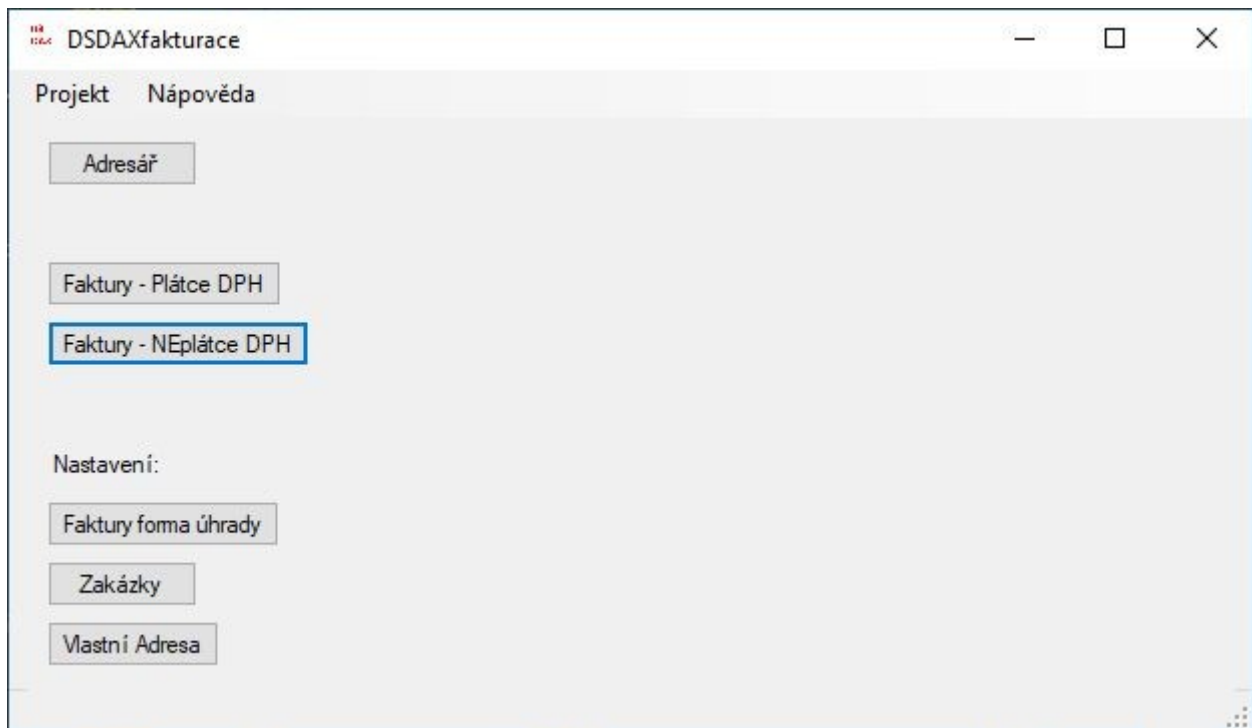 DSDAXfakturace
Projekt Nápověda
Adresář
Faktury - Plátce DPH
Faktury - NEplátce DPH
Nastavení:
Faktury forma úhrady
Zakázky
Vlastní Adresa